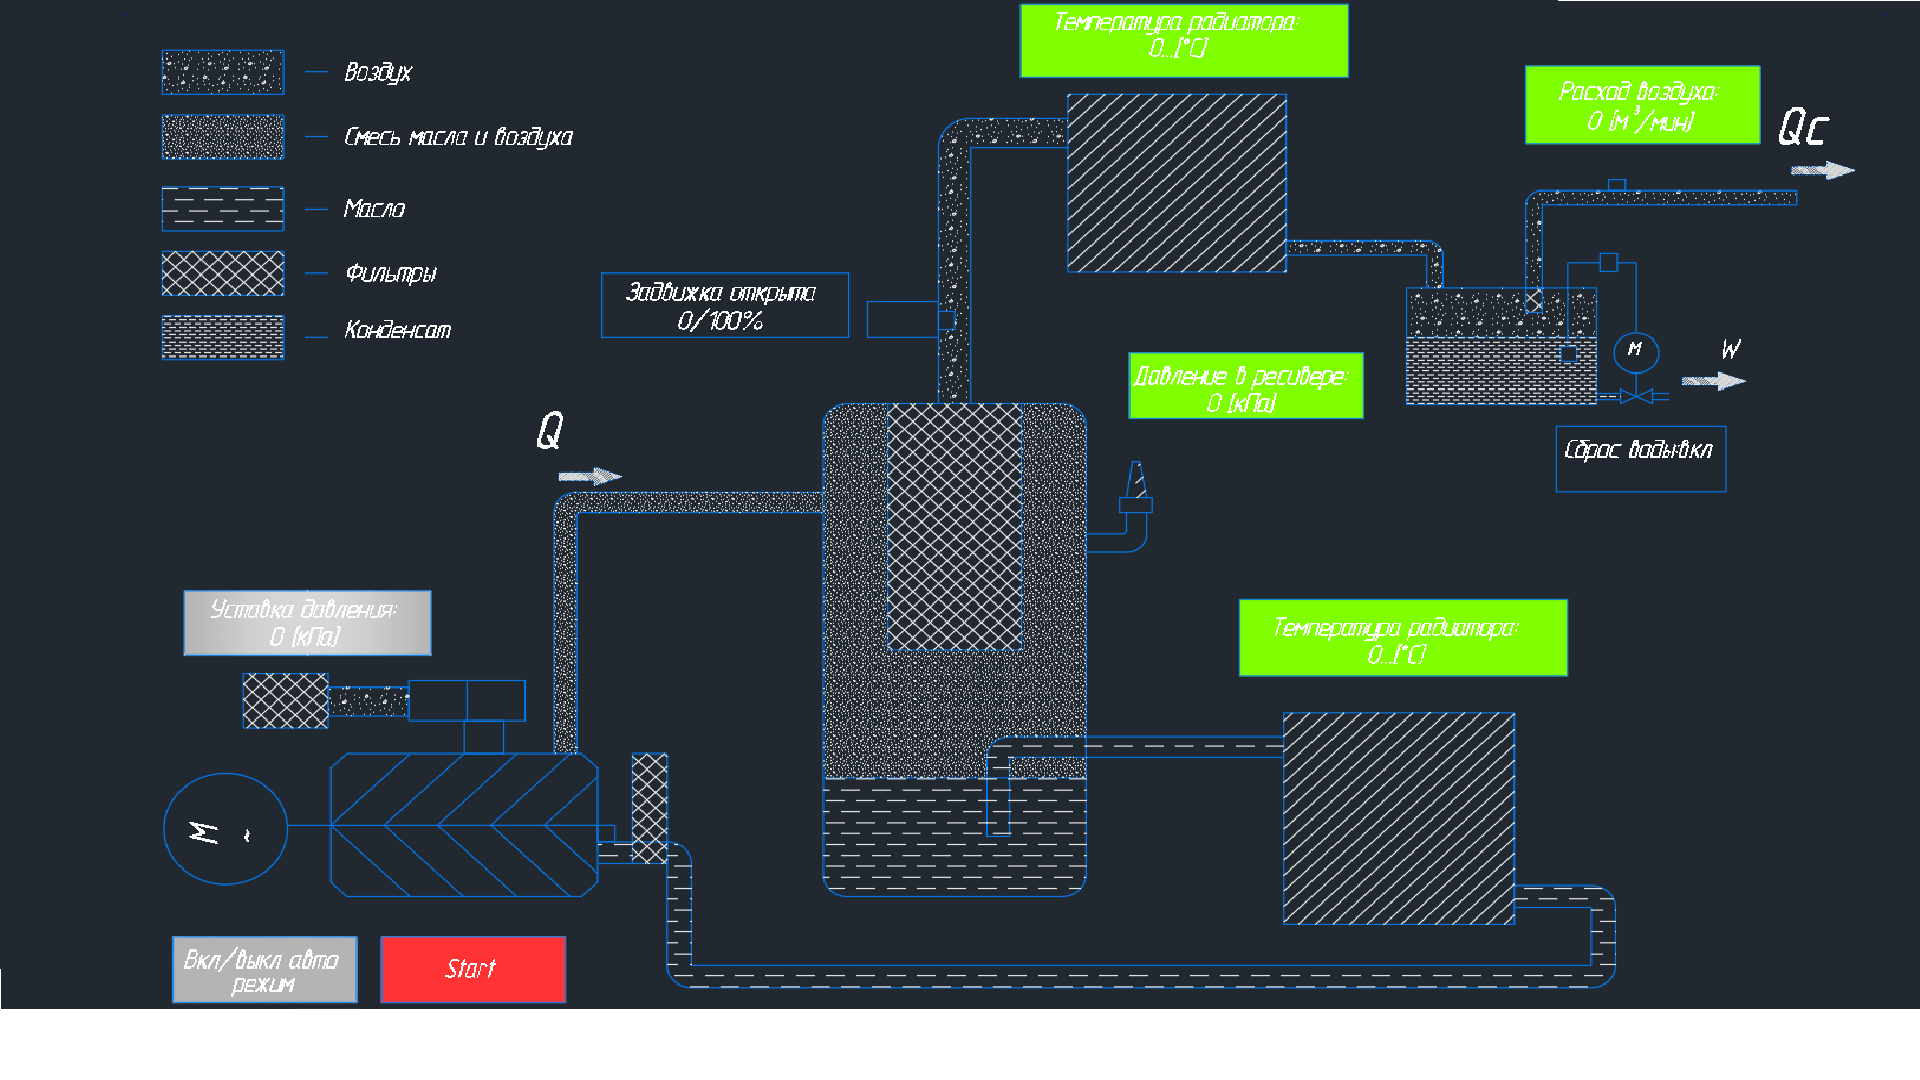 Температура радиатора:
0...[°C]
Воздух
Расход воздуха:
0 [м³/мин]
Qc
Смесь масла и воздуха
Масло
Фильтры
Задвижка открыта
0/100%
Конденсат
М
W
Давление в ресивере:
0 [кПа]
Q
Сброс воды:вкл
Уставка давления:
0 [кПа]
Температура радиатора:
0...[°C]
М ~
Вкл/выкл авто
режим
Start